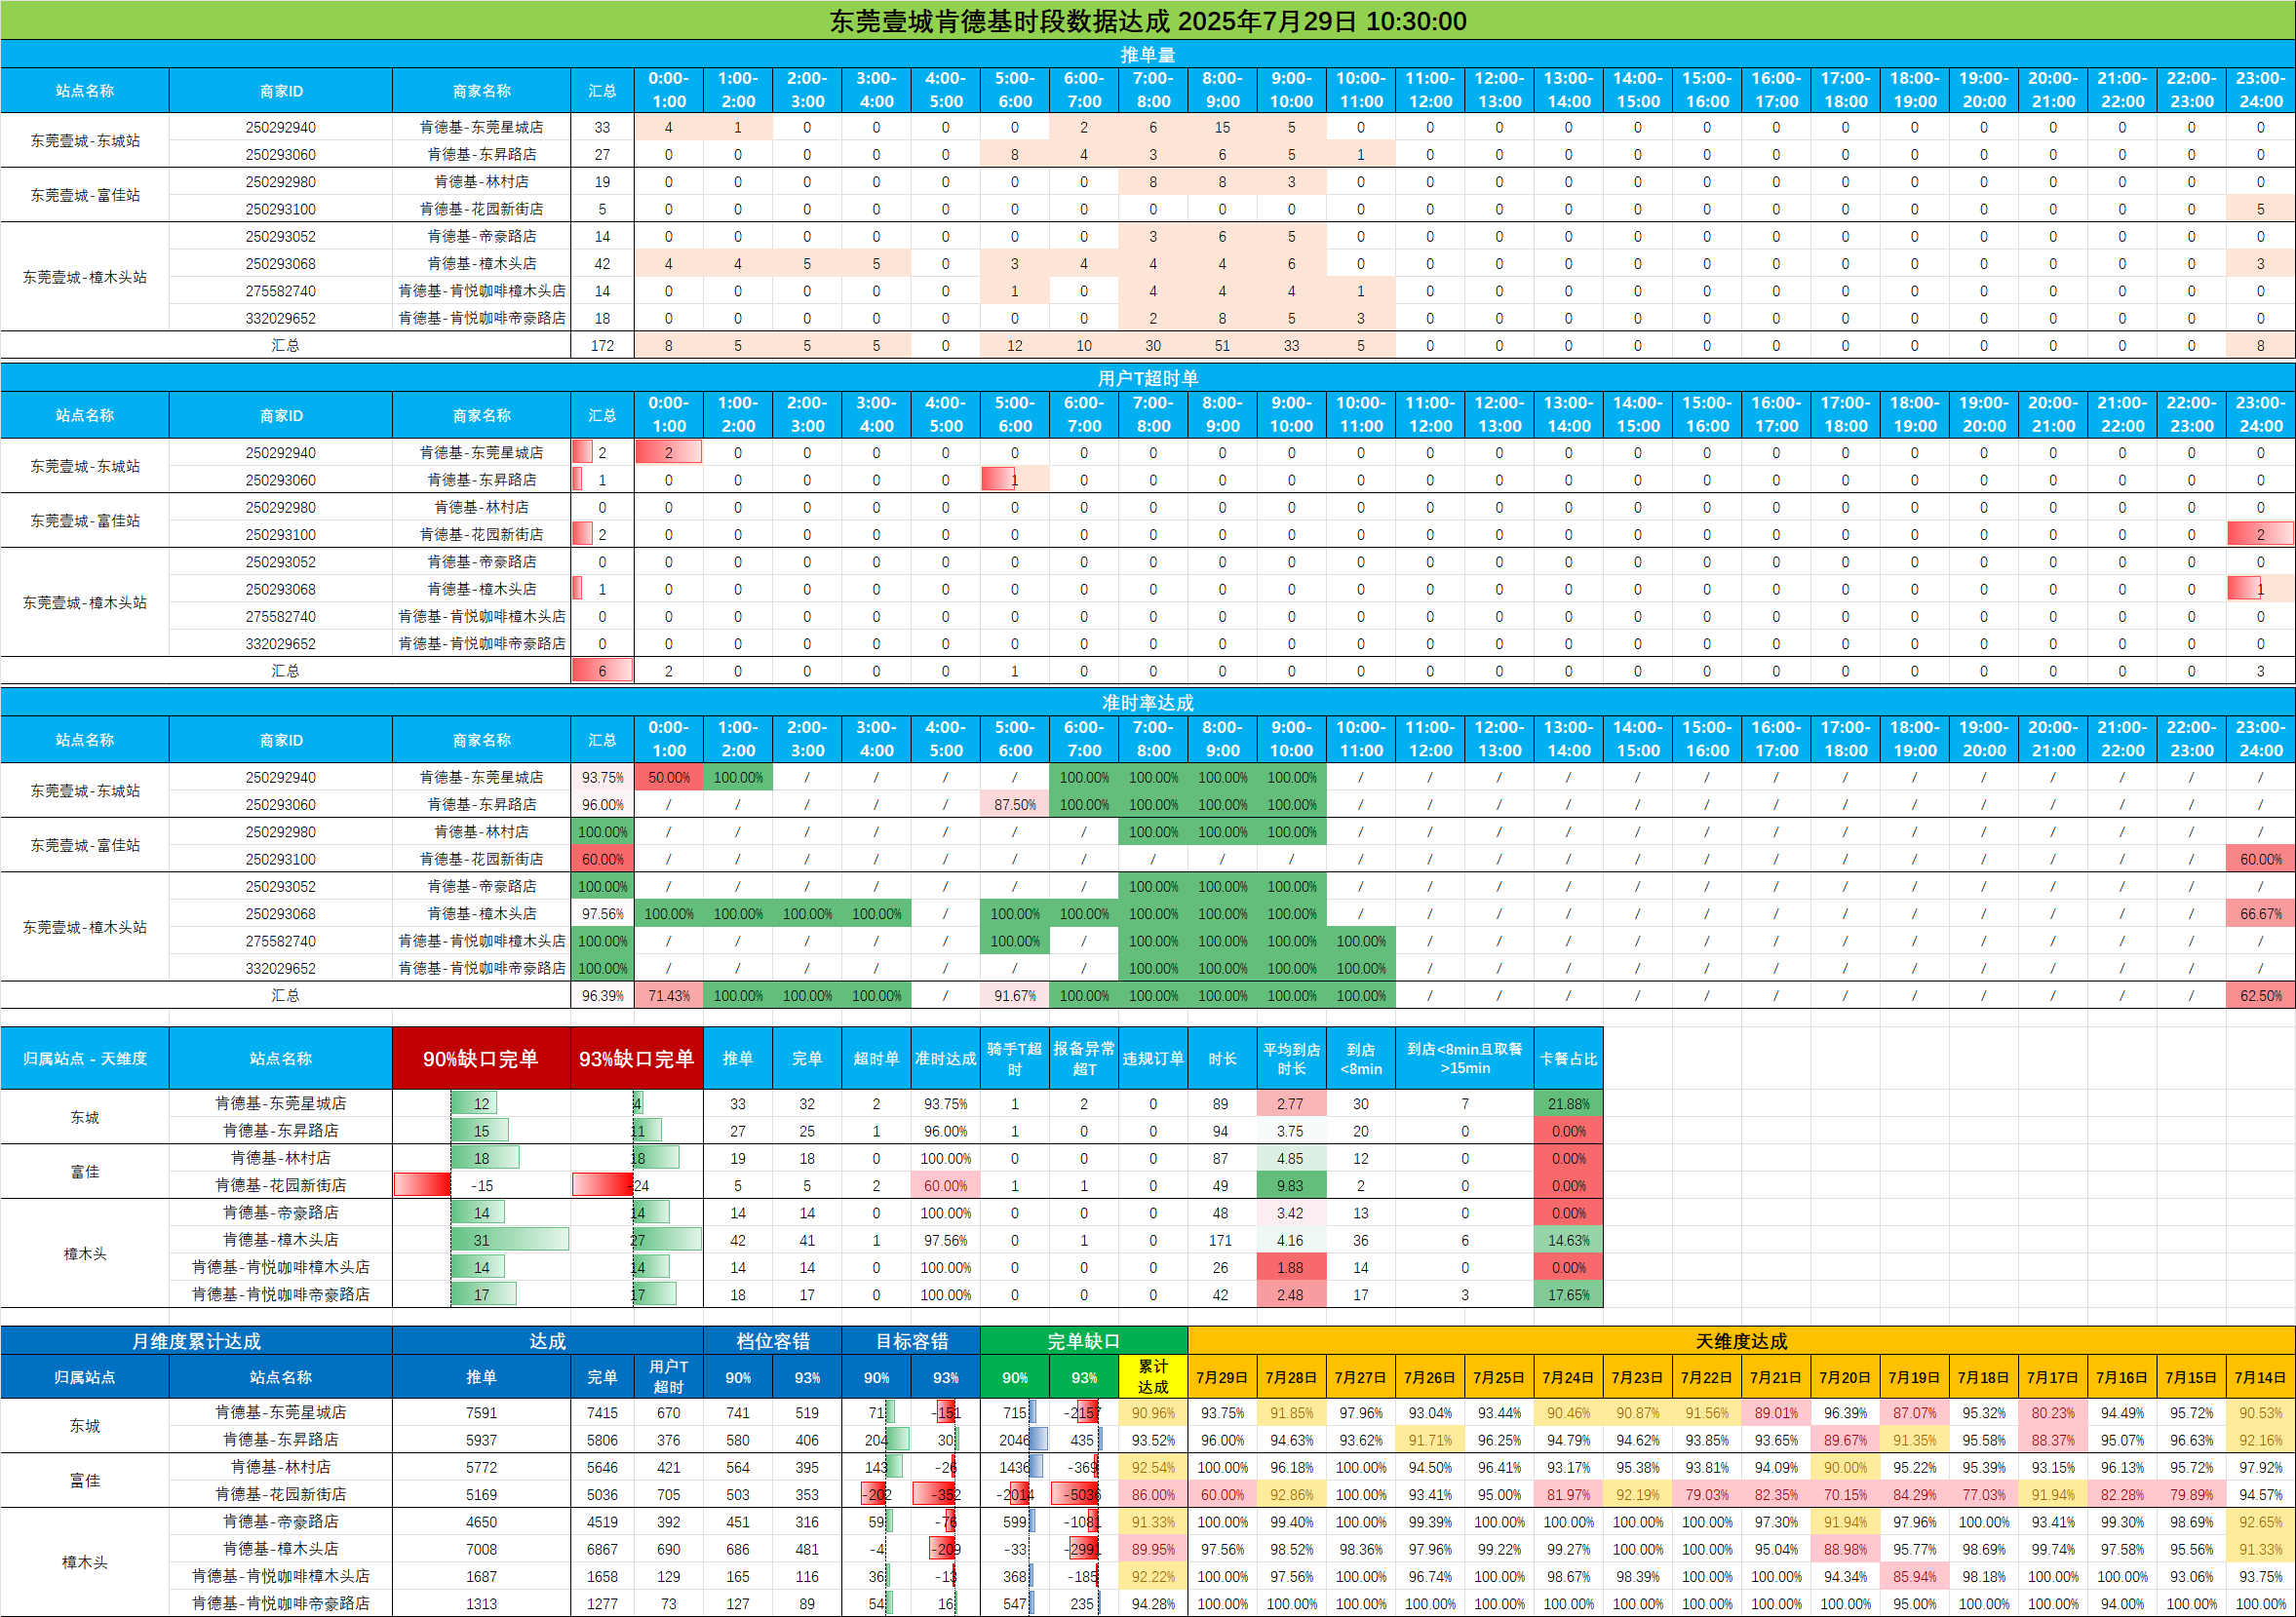 东莞壹城肯德基时段数据达成 2025年7月29日 10:30:00
推单量
站点名称 商家ID 商家名称 汇总 0:00-1:00 1:00-2:00 2:00-3:00 3:00-4:00 4:00-5:00 5:00-6:00 6:00-7:00 7:00-8:00 8:00-9:00 9:00-10:00 10:00-11:00 11:00-12:00 12:00-13:00 13:00-14:00 14:00-15:00 15:00-16:00 16:00-17:00 17:00-18:00 18:00-19:00 19:00-20:00 20:00-21:00 21:00-22:00 22:00-23:00 23:00-24:00
东莞壹城-东城站 250292940 肯德基-东莞星城店 33 4 1 0 0 0 0 2 6 15 5 0 0 0 0 0 0 0 0 0 0 0 0 0 0
250293060 肯德基-东昇路店 27 0 0 0 0 0 8 4 3 6 5 1 0 0 0 0 0 0 0 0 0 0 0 0 0
东莞壹城-富佳站 250292980 肯德基-林村店 19 0 0 0 0 0 0 0 8 8 3 0 0 0 0 0 0 0 0 0 0 0 0 0 0
250293100 肯德基-花园新街店 5 0 0 0 0 0 0 0 0 0 0 0 0 0 0 0 0 0 0 0 0 0 0 0 5
东莞壹城-樟木头站 250293052 肯德基-帝豪路店 14 0 0 0 0 0 0 0 3 6 5 0 0 0 0 0 0 0 0 0 0 0 0 0 0
250293068 肯德基-樟木头店 42 4 4 5 5 0 3 4 4 4 6 0 0 0 0 0 0 0 0 0 0 0 0 0 3
275582740 肯德基-肯悦咖啡樟木头店 14 0 0 0 0 0 1 0 4 4 4 1 0 0 0 0 0 0 0 0 0 0 0 0 0
332029652 肯德基-肯悦咖啡帝豪路店 18 0 0 0 0 0 0 0 2 8 5 3 0 0 0 0 0 0 0 0 0 0 0 0 0
汇总 172 8 5 5 5 0 12 10 30 51 33 5 0 0 0 0 0 0 0 0 0 0 0 0 8
用户T超时单
站点名称 商家ID 商家名称 汇总 0:00-1:00 1:00-2:00 2:00-3:00 3:00-4:00 4:00-5:00 5:00-6:00 6:00-7:00 7:00-8:00 8:00-9:00 9:00-10:00 10:00-11:00 11:00-12:00 12:00-13:00 13:00-14:00 14:00-15:00 15:00-16:00 16:00-17:00 17:00-18:00 18:00-19:00 19:00-20:00 20:00-21:00 21:00-22:00 22:00-23:00 23:00-24:00
东莞壹城-东城站 250292940 肯德基-东莞星城店 2 2 0 0 0 0 0 0 0 0 0 0 0 0 0 0 0 0 0 0 0 0 0 0 0
250293060 肯德基-东昇路店 1 0 0 0 0 0 1 0 0 0 0 0 0 0 0 0 0 0 0 0 0 0 0 0 0
东莞壹城-富佳站 250292980 肯德基-林村店 0 0 0 0 0 0 0 0 0 0 0 0 0 0 0 0 0 0 0 0 0 0 0 0 0
250293100 肯德基-花园新街店 2 0 0 0 0 0 0 0 0 0 0 0 0 0 0 0 0 0 0 0 0 0 0 0 2
东莞壹城-樟木头站 250293052 肯德基-帝豪路店 0 0 0 0 0 0 0 0 0 0 0 0 0 0 0 0 0 0 0 0 0 0 0 0 0
250293068 肯德基-樟木头店 1 0 0 0 0 0 0 0 0 0 0 0 0 0 0 0 0 0 0 0 0 0 0 0 1
275582740 肯德基-肯悦咖啡樟木头店 0 0 0 0 0 0 0 0 0 0 0 0 0 0 0 0 0 0 0 0 0 0 0 0 0
332029652 肯德基-肯悦咖啡帝豪路店 0 0 0 0 0 0 0 0 0 0 0 0 0 0 0 0 0 0 0 0 0 0 0 0 0
汇总 6 2 0 0 0 0 1 0 0 0 0 0 0 0 0 0 0 0 0 0 0 0 0 0 3
准时率达成
站点名称 商家ID 商家名称 汇总 0:00-1:00 1:00-2:00 2:00-3:00 3:00-4:00 4:00-5:00 5:00-6:00 6:00-7:00 7:00-8:00 8:00-9:00 9:00-10:00 10:00-11:00 11:00-12:00 12:00-13:00 13:00-14:00 14:00-15:00 15:00-16:00 16:00-17:00 17:00-18:00 18:00-19:00 19:00-20:00 20:00-21:00 21:00-22:00 22:00-23:00 23:00-24:00
东莞壹城-东城站 250292940 肯德基-东莞星城店 93.75% 50.00% 100.00% / / / / 100.00% 100.00% 100.00% 100.00% / / / / / / / / / / / / / /
250293060 肯德基-东昇路店 96.00% / / / / / 87.50% 100.00% 100.00% 100.00% 100.00% / / / / / / / / / / / / / /
东莞壹城-富佳站 250292980 肯德基-林村店 100.00% / / / / / / / 100.00% 100.00% 100.00% / / / / / / / / / / / / / /
250293100 肯德基-花园新街店 60.00% / / / / / / / / / / / / / / / / / / / / / / / 60.00%
东莞壹城-樟木头站 250293052 肯德基-帝豪路店 100.00% / / / / / / / 100.00% 100.00% 100.00% / / / / / / / / / / / / / /
250293068 肯德基-樟木头店 97.56% 100.00% 100.00% 100.00% 100.00% / 100.00% 100.00% 100.00% 100.00% 100.00% / / / / / / / / / / / / / 66.67%
275582740 肯德基-肯悦咖啡樟木头店 100.00% / / / / / 100.00% / 100.00% 100.00% 100.00% 100.00% / / / / / / / / / / / / /
332029652 肯德基-肯悦咖啡帝豪路店 100.00% / / / / / / / 100.00% 100.00% 100.00% 100.00% / / / / / / / / / / / / /
汇总 96.39% 71.43% 100.00% 100.00% 100.00% / 91.67% 100.00% 100.00% 100.00% 100.00% 100.00% / / / / / / / / / / / / 62.50%
归属站点 - 天维度 站点名称 90%缺口完单 93%缺口完单 推单 完单 超时单 准时达成 骑手T超时 报备异常超T 违规订单 时长 平均到店时长 到店<8min 到店<8min且取餐>15min 卡餐占比
东城 肯德基-东莞星城店 12 4 33 32 2 93.75% 1 2 0 89 2.77 30 7 21.88%
肯德基-东昇路店 15 11 27 25 1 96.00% 1 0 0 94 3.75 20 0 0.00%
富佳 肯德基-林村店 18 18 19 18 0 100.00% 0 0 0 87 4.85 12 0 0.00%
肯德基-花园新街店 -15 -24 5 5 2 60.00% 1 1 0 49 9.83 2 0 0.00%
樟木头 肯德基-帝豪路店 14 14 14 14 0 100.00% 0 0 0 48 3.42 13 0 0.00%
肯德基-樟木头店 31 27 42 41 1 97.56% 0 1 0 171 4.16 36 6 14.63%
肯德基-肯悦咖啡樟木头店 14 14 14 14 0 100.00% 0 0 0 26 1.88 14 0 0.00%
肯德基-肯悦咖啡帝豪路店 17 17 18 17 0 100.00% 0 0 0 42 2.48 17 3 17.65%
月维度累计达成 达成 档位容错 目标容错 完单缺口 天维度达成
归属站点 站点名称 推单 完单 用户T超时 90% 93% 90% 93% 90% 93% 累计达成 7月29日 7月28日 7月27日 7月26日 7月25日 7月24日 7月23日 7月22日 7月21日 7月20日 7月19日 7月18日 7月17日 7月16日 7月15日 7月14日
东城 肯德基-东莞星城店 7591 7415 670 741 519 71 -151 715 -2157 90.96% 93.75% 91.85% 97.96% 93.04% 93.44% 90.46% 90.87% 91.56% 89.01% 96.39% 87.07% 95.32% 80.23% 94.49% 95.72% 90.53%
肯德基-东昇路店 5937 5806 376 580 406 204 30 2046 435 93.52% 96.00% 94.63% 93.62% 91.71% 96.25% 94.79% 94.62% 93.85% 93.65% 89.67% 91.35% 95.58% 88.37% 95.07% 96.63% 92.16%
富佳 肯德基-林村店 5772 5646 421 564 395 143 -26 1436 -369 92.54% 100.00% 96.18% 100.00% 94.50% 96.41% 93.17% 95.38% 93.81% 94.09% 90.00% 95.22% 95.39% 93.15% 96.13% 95.72% 97.92%
肯德基-花园新街店 5169 5036 705 503 353 -202 -352 -2014 -5036 86.00% 60.00% 92.86% 100.00% 93.41% 95.00% 81.97% 92.19% 79.03% 82.35% 70.15% 84.29% 77.03% 91.94% 82.28% 79.89% 94.57%
樟木头 肯德基-帝豪路店 4650 4519 392 451 316 59 -76 599 -1081 91.33% 100.00% 99.40% 100.00% 99.39% 100.00% 100.00% 100.00% 100.00% 97.30% 91.94% 97.96% 100.00% 93.41% 99.30% 98.69% 92.65%
肯德基-樟木头店 7008 6867 690 686 481 -4 -209 -33 -2991 89.95% 97.56% 98.52% 98.36% 97.96% 99.22% 99.27% 100.00% 100.00% 95.04% 88.98% 95.77% 98.69% 99.74% 97.58% 95.56% 91.33%
肯德基-肯悦咖啡樟木头店 1687 1658 129 165 116 36 -13 368 -185 92.22% 100.00% 97.56% 100.00% 96.74% 100.00% 98.67% 98.39% 100.00% 100.00% 94.34% 85.94% 98.18% 100.00% 100.00% 93.06% 93.75%
肯德基-肯悦咖啡帝豪路店 1313 1277 73 127 89 54 16 547 235 94.28% 100.00% 100.00% 100.00% 100.00% 100.00% 100.00% 100.00% 100.00% 100.00% 100.00% 95.00% 100.00% 100.00% 94.00% 100.00% 100.00%